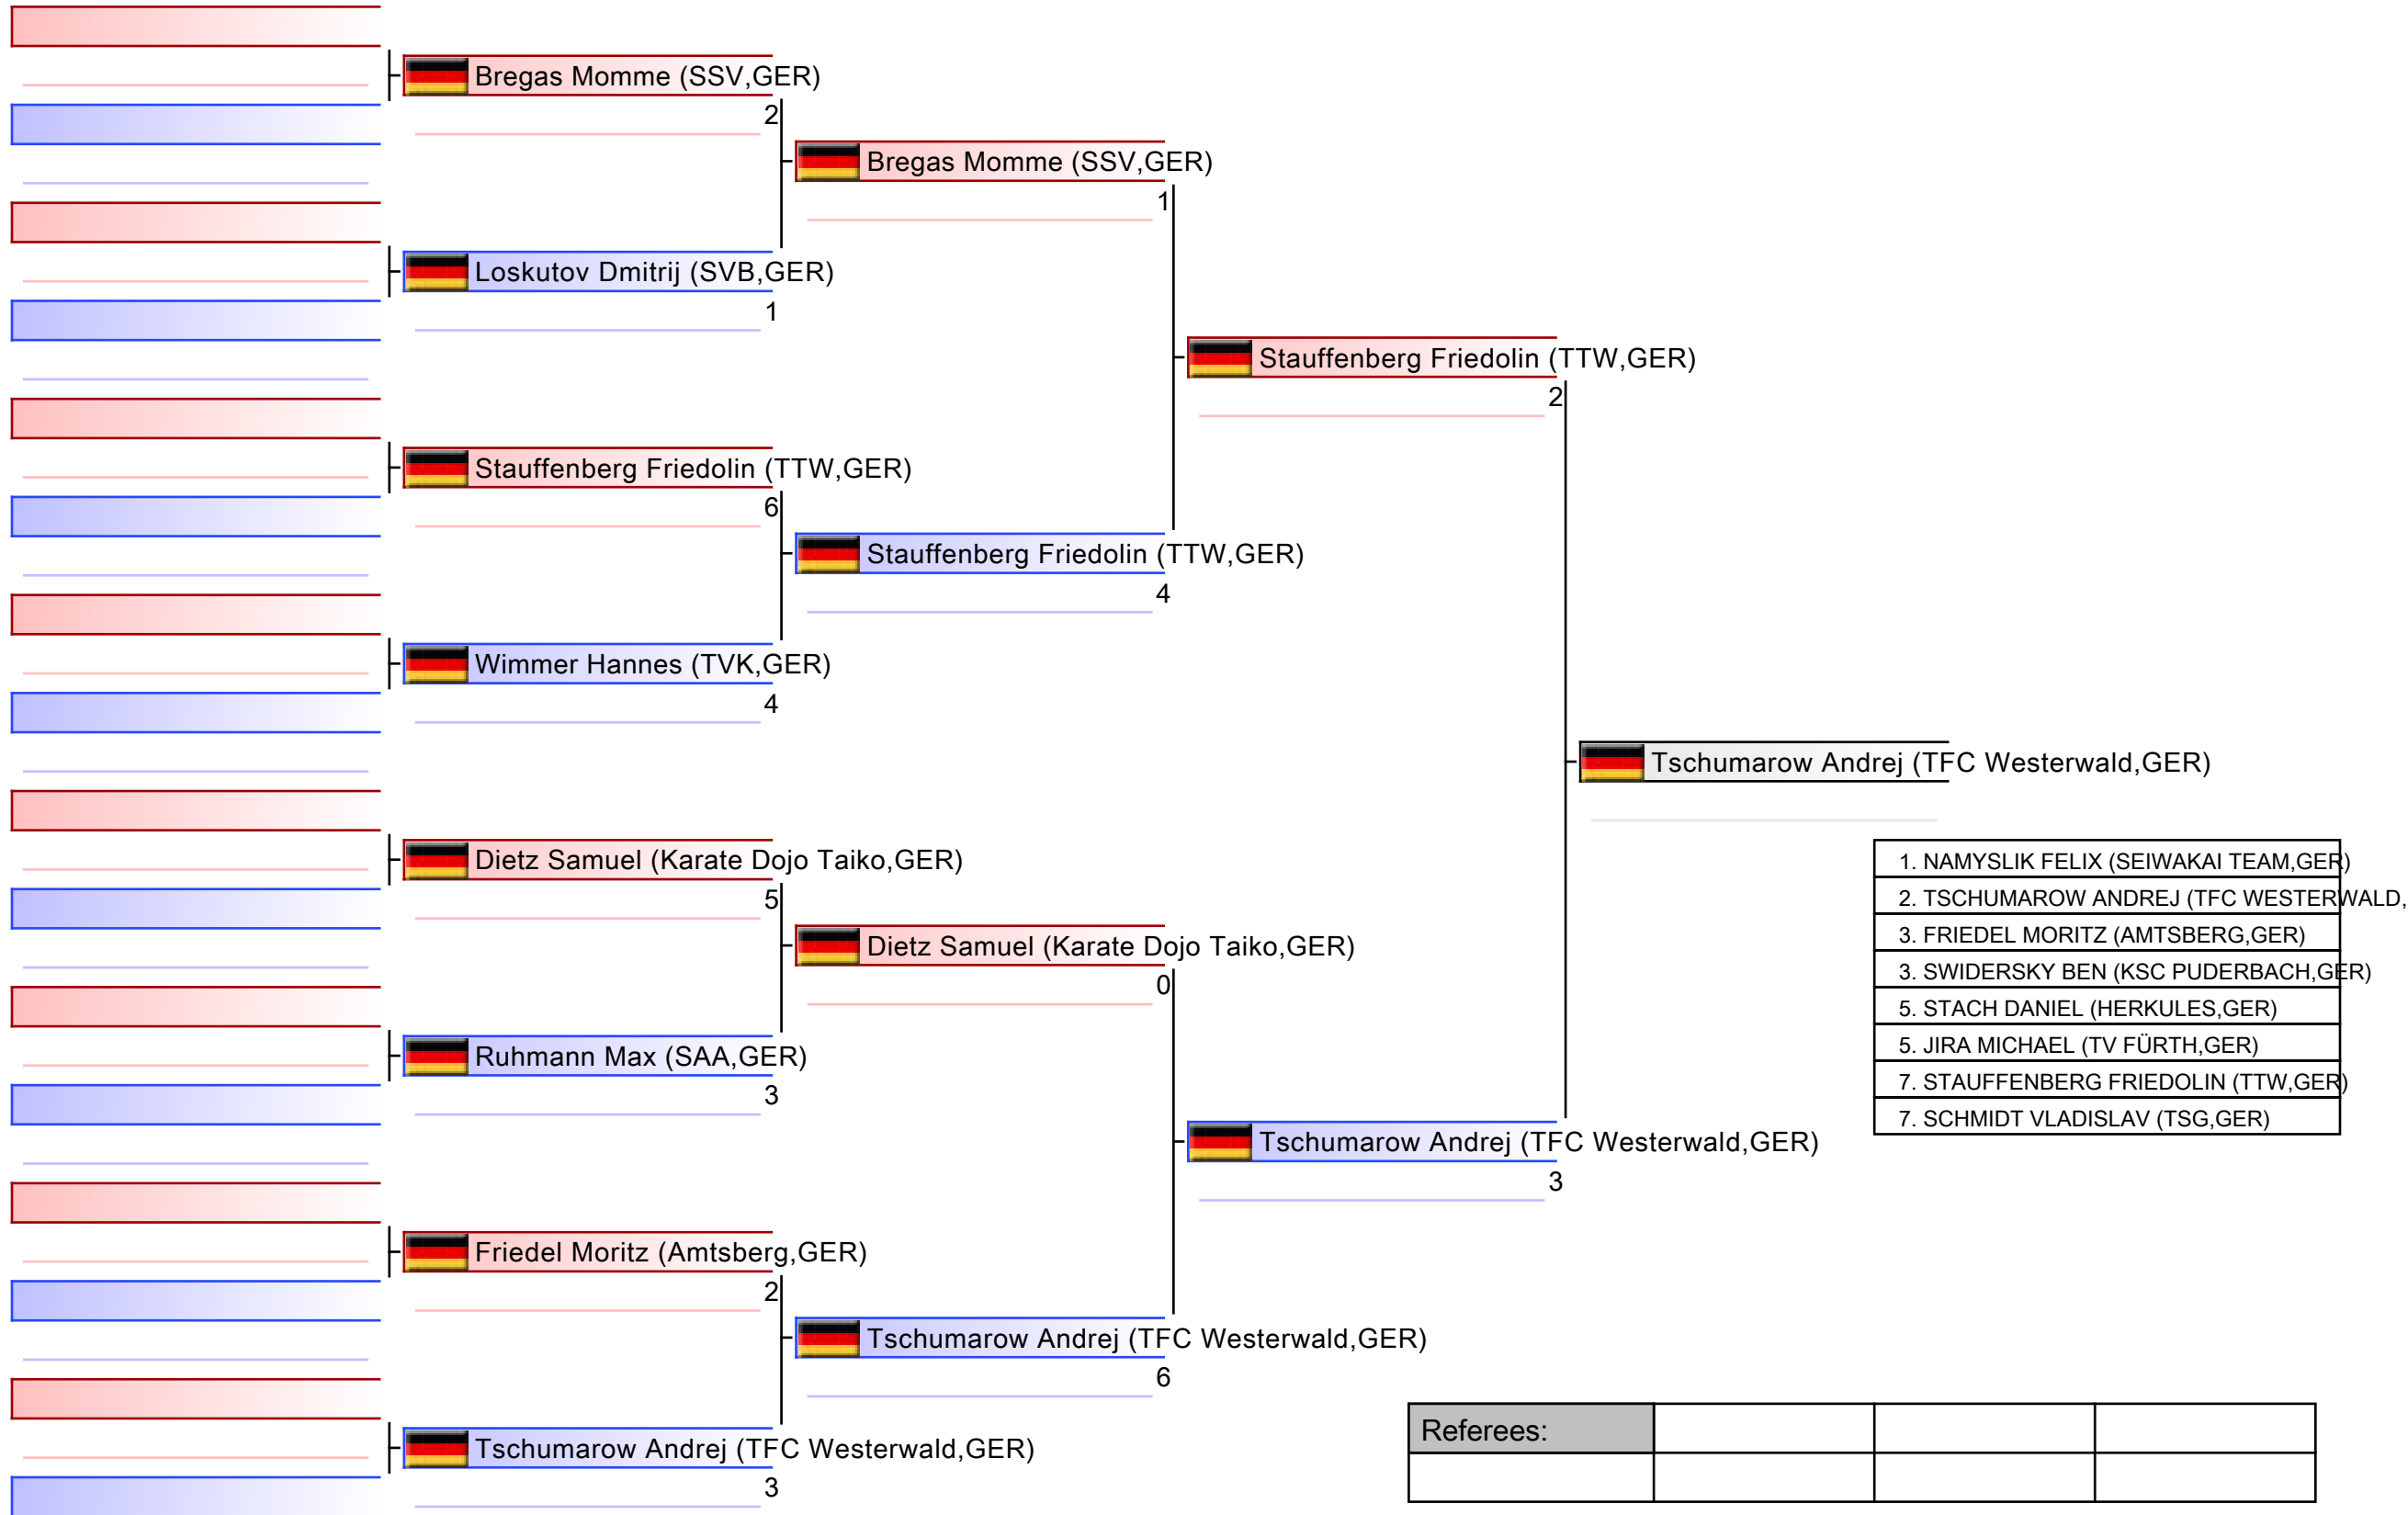 Bregas Momme (SSV,GER)
2
Bregas Momme (SSV,GER)
1
Loskutov Dmitrij (SVB,GER)
1
Stauffenberg Friedolin (TTW,GER)
2
Stauffenberg Friedolin (TTW,GER)
6
Stauffenberg Friedolin (TTW,GER)
4
Wimmer Hannes (TVK,GER)
4
Tschumarow Andrej (TFC Westerwald,GER)
Dietz Samuel (Karate Dojo Taiko,GER)
5
Dietz Samuel (Karate Dojo Taiko,GER)
0
Ruhmann Max (SAA,GER)
3
Tschumarow Andrej (TFC Westerwald,GER)
3
Friedel Moritz (Amtsberg,GER)
2
Tschumarow Andrej (TFC Westerwald,GER)
6
Tschumarow Andrej (TFC Westerwald,GER)
3
1. NAMYSLIK FELIX (SEIWAKAI TEAM,GER)
2. TSCHUMAROW ANDREJ (TFC WESTERWALD,
3. FRIEDEL MORITZ (AMTSBERG,GER)
3. SWIDERSKY BEN (KSC PUDERBACH,GER)
5. STACH DANIEL (HERKULES,GER)
5. JIRA MICHAEL (TV FÜRTH,GER)
7. STAUFFENBERG FRIEDOLIN (TTW,GER)
7. SCHMIDT VLADISLAV (TSG,GER)
Referees: